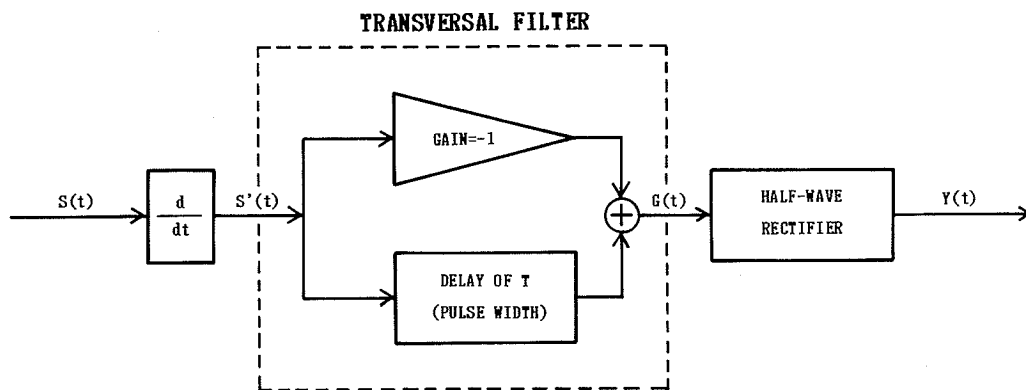 TRANSVERSAL FILTER
GAIN=-1
S(t)
d
dt
S'(t)
G(t)
HALF-WAVE
RECTIFIER
Y(t)
DELAY OF T
(PULSE WIDTH)